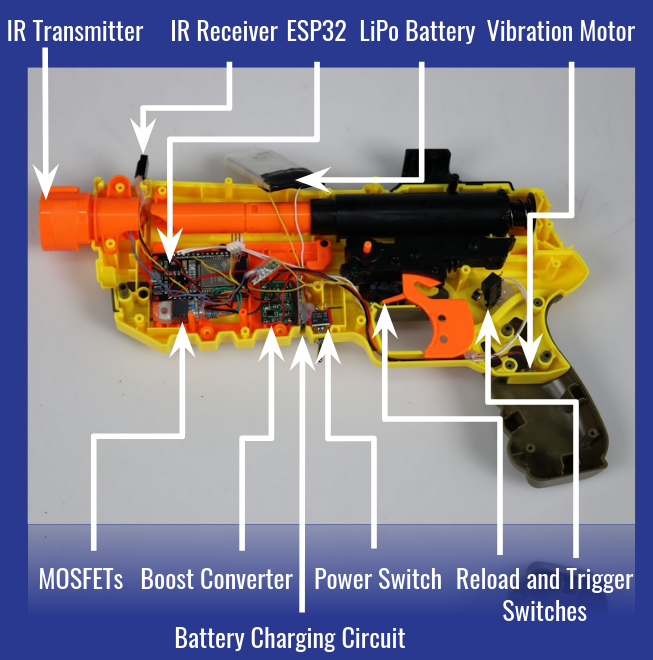 IR Transmitter IR Receiver ESP32 LiPo Battery Vibration Motor
MOSFETs Boost Converter Power Switch Reload and Trigger
Switches
Battery Charging Circuit